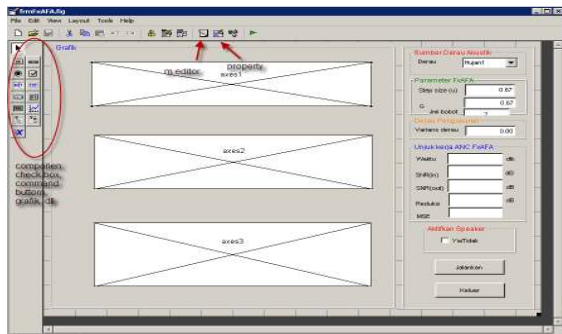 frmFxAFA.fig
File Edit View Layout Tools Help
Grafik
m editor
property
axes1
axes2
axes3
componen,
check box,
command
buttom,
grafik, dll
Sumber Derau Akustik
Derau
Parameter FxAFA
Step size (u) 0.67
G 0.67
Jml bobot 7
Derau Pengukuran
Varians derau 0.00
Unjuk kerja ANC FxAFA
Waktu dtk
SNR(in) dB
SNR(out) dB
Reduksi dB
MSE
Aktifkan Speaker
Ya/Tidak
Jalankan
Keluar